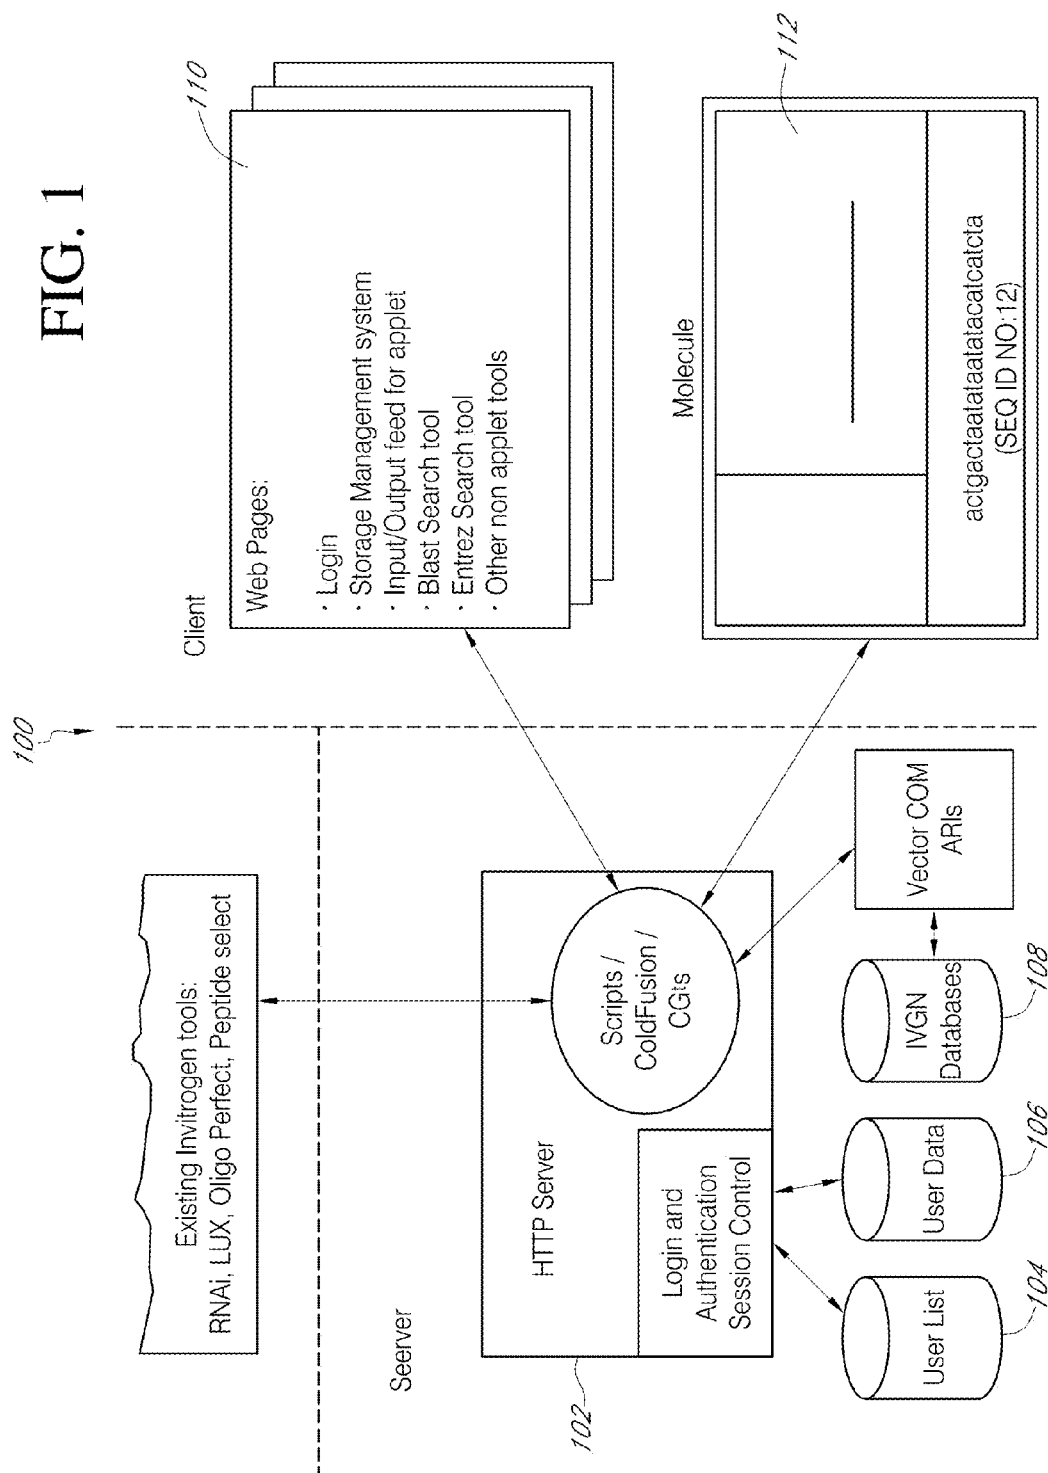 FIG. 1
100
Existing Invitrogen tools:
RNAi, LUX, Oligo Perfect, Peptide select
Seerver
HTTP Server
Login and
Authentication
Session Control
Scripts /
ColdFusion /
CGts
102
User List
104
User Data
106
IVGN
Databases
108
Vector COM
ARIs
Client
Web Pages:
· Login
· Storage Management system
· Input/Output feed for applet
· Blast Search tool
· Entrez Search tool
· Other non applet tools
110
Molecule
112
actgactaatataatatacatcatcta
(SEQ ID NO:12)